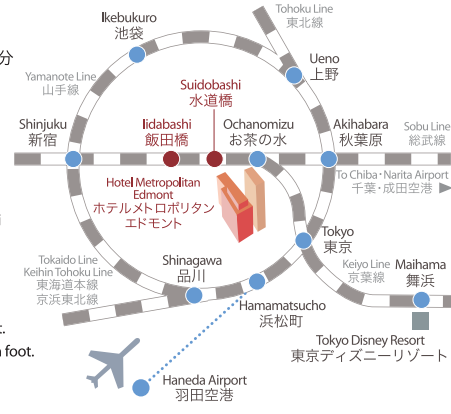 Tohoku Line
東北線
Ikebukuro
池袋
分
Ueno
上野
Yamanote Line
山手線
Suidobashi
水道橋
Shinjuku
新宿
Iidabashi
飯田橋
Ochanomizu
お茶の水
Akihabara
秋葉原
Sobu Line
総武線
To Chiba·Narita Airport
千葉・成田空港
Hotel Metropolitan
Edmont
ホテルメトロポリタン
エドモント
Tokyo
東京
Tokaido Line
Keihin Tohoku Line
東海道本線
京浜東北線
Shinagawa
品川
Keiyo Line
京葉線
Maihama
舞浜
Hamamatsucho
浜松町
t.
foot.
Tokyo Disney Resort
東京ディズニーリゾート
Haneda Airport
羽田空港